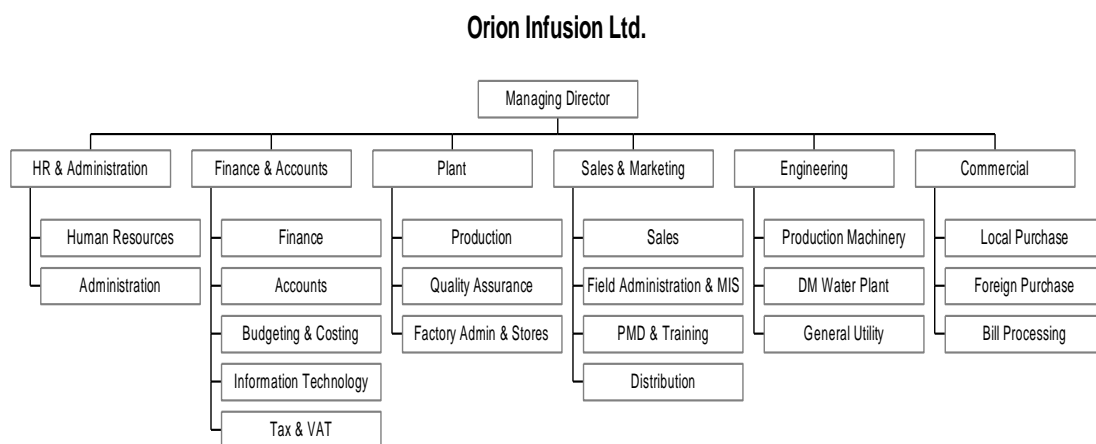 Orion Infusion Ltd.
Managing Director
HR & Administration
Finance & Accounts
Plant
Sales & Marketing
Engineering
Commercial
Human Resources
Finance
Production
Sales
Production Machinery
Local Purchase
Administration
Accounts
Quality Assurance
Field Administration & MIS
DM Water Plant
Foreign Purchase
Budgeting & Costing
Factory Admin & Stores
PMD & Training
General Utility
Bill Processing
Information Technology
Distribution
Tax & VAT